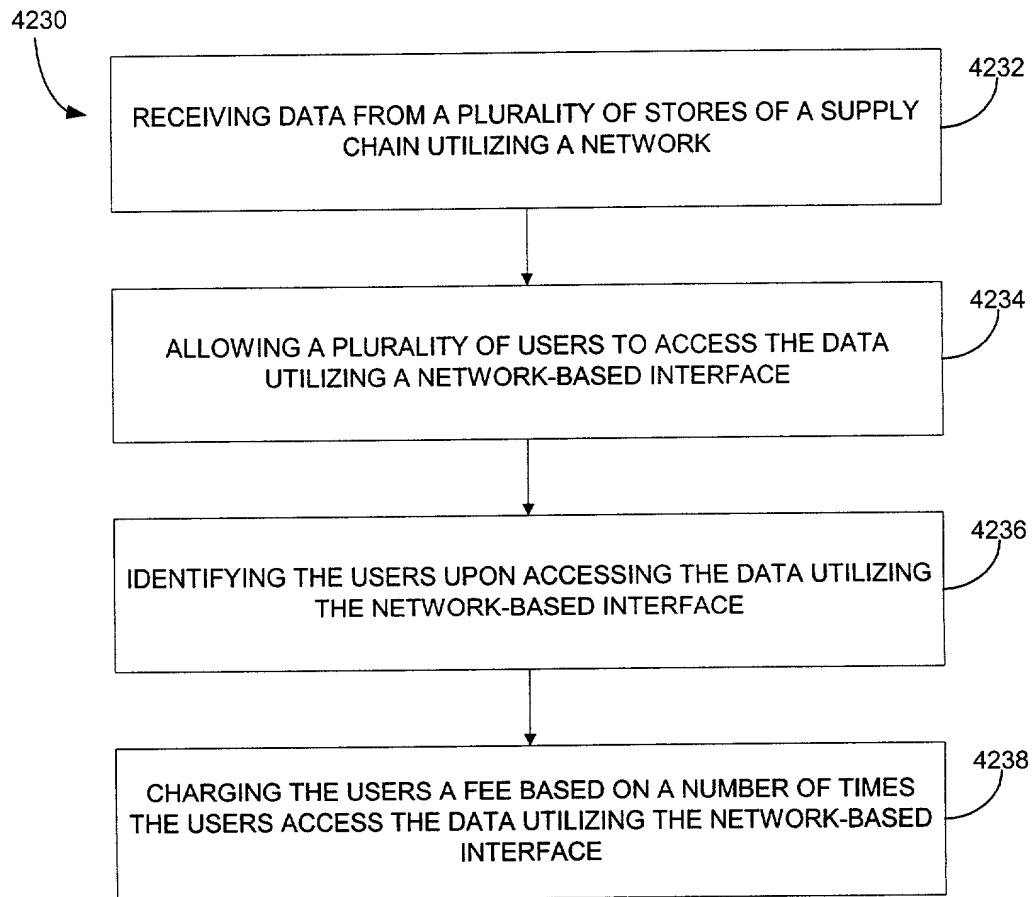 4230
4232
RECEIVING DATA FROM A PLURALITY OF STORES OF A SUPPLY
CHAIN UTILIZING A NETWORK
4234
ALLOWING A PLURALITY OF USERS TO ACCESS THE DATA
UTILIZING A NETWORK-BASED INTERFACE
4236
IDENTIFYING THE USERS UPON ACCESSING THE DATA UTILIZING
THE NETWORK-BASED INTERFACE
4238
CHARGING THE USERS A FEE BASED ON A NUMBER OF TIMES
THE USERS ACCESS THE DATA UTILIZING THE NETWORK-BASED
INTERFACE